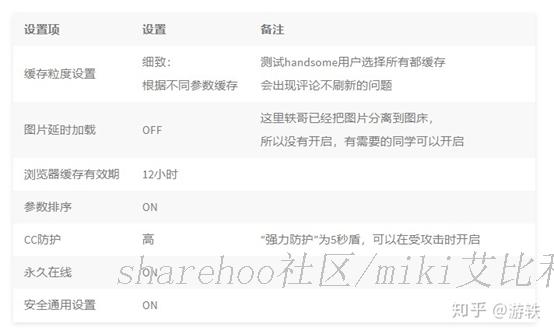 设置项 设置 备注
缓存粒度设置 细致： 测试handsome用户选择所有都缓存
根据不同参数缓存 会出现评论不刷新的问题
图片延时加载 OFF 这里轶哥已经把图片分离到图床，
所以没有开启，有需要的同学可以开启
浏览器缓存有效期 12小时
参数排序 ON
CC防护 高 “强力防护”为5秒盾，可以在受攻击时开启
永久在线 ON
sharehoo社区/miki艾比利
安全通用设置 ON
知乎 @游轶